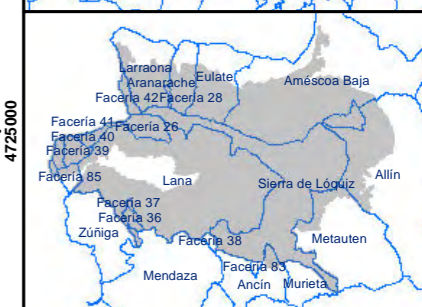 Larraona
Aranarache
Eulate
Améscoa Baja
Facería 42
Facería 28
Facería 41
Facería 26
Facería 40
Facería 39
Facería 85
Lana
Sierra de Lóquiz
Allín
Facería 37
Facería 36
Zúñiga
Facería 38
Metauten
Facería 83
Mendaza
Ancín
Murieta
4725000